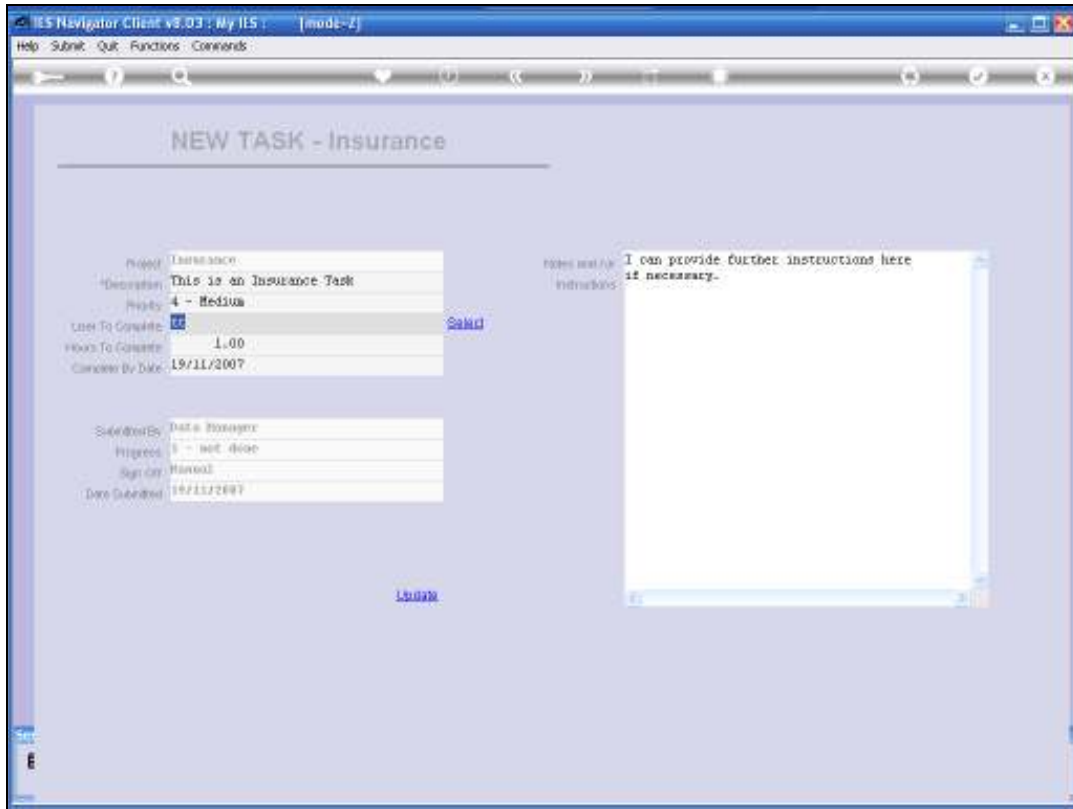 IES Navigator Client v8.03 : My IES : [mode-Z]
Help Submit Quit Functions Commands
NEW TASK - Insurance
Project Insurance
*Description This is an Insurance Task
Priority 4 - Medium
User To Complete Select
Hours To Complete 1.00
Complete By Date 19/11/2007
Submitted By Data Manager
Progress - not done
Sign Off Manual
Date Submitted 19/11/2007
Update
Notes and/or Instructions
I can provide further instructions here
if necessary.